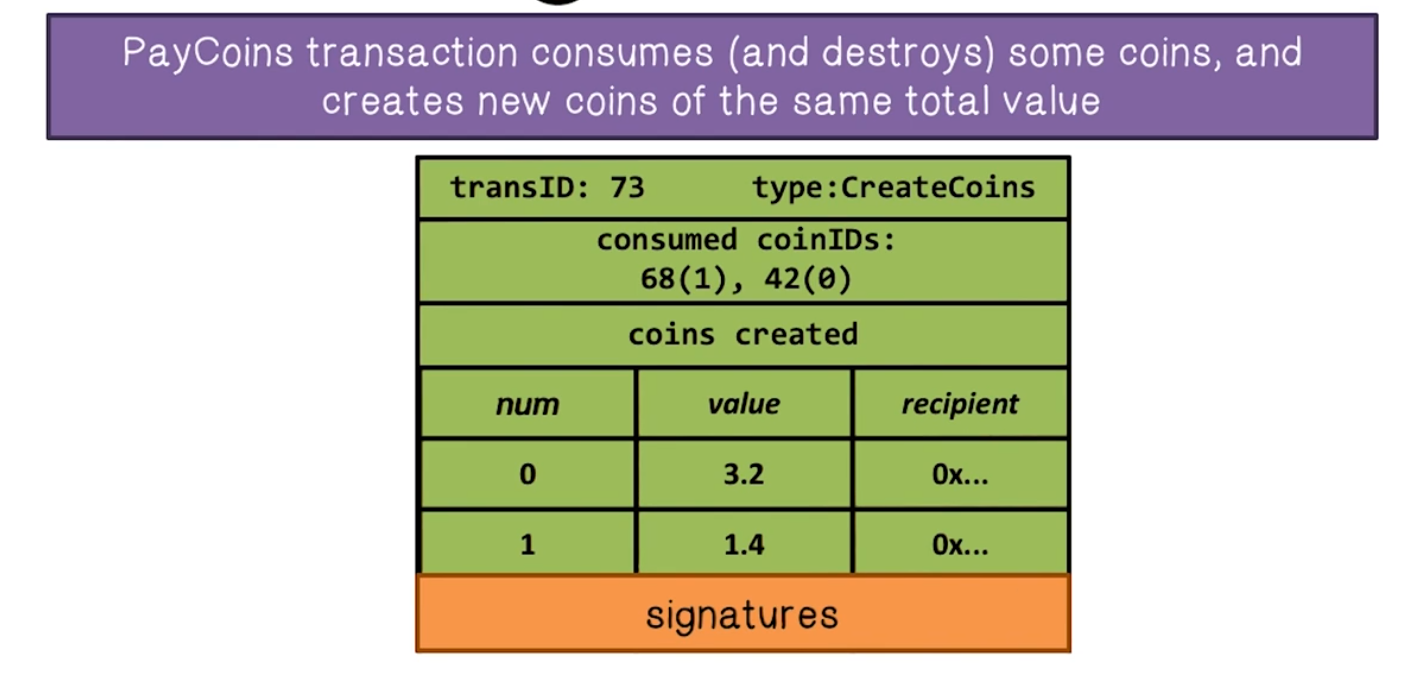 PayCoins transaction consumes (and destroys) some coins, and
creates new coins of the same total value
transID: 73 type:CreateCoins
consumed coinIDs:
68(1), 42(0)
coins created
num value recipient
0 3.2 0x...
1 1.4 0x...
signatures